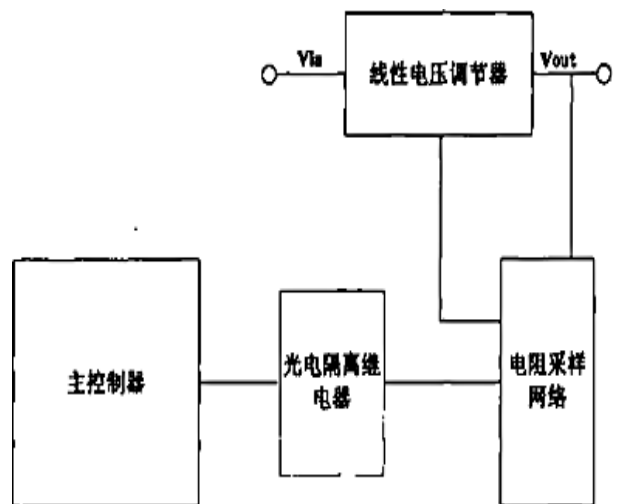 Vin
线性电压调节器
Vout
主控制器
光电隔离继
电器
电阻采样
网络